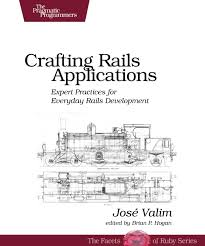 The
Pragmatic
Programmers
Crafting Rails
Applications
Expert Practices for
Everyday Rails Development
José Valim
edited by Brian P. Hogan
The Facets of Ruby Series